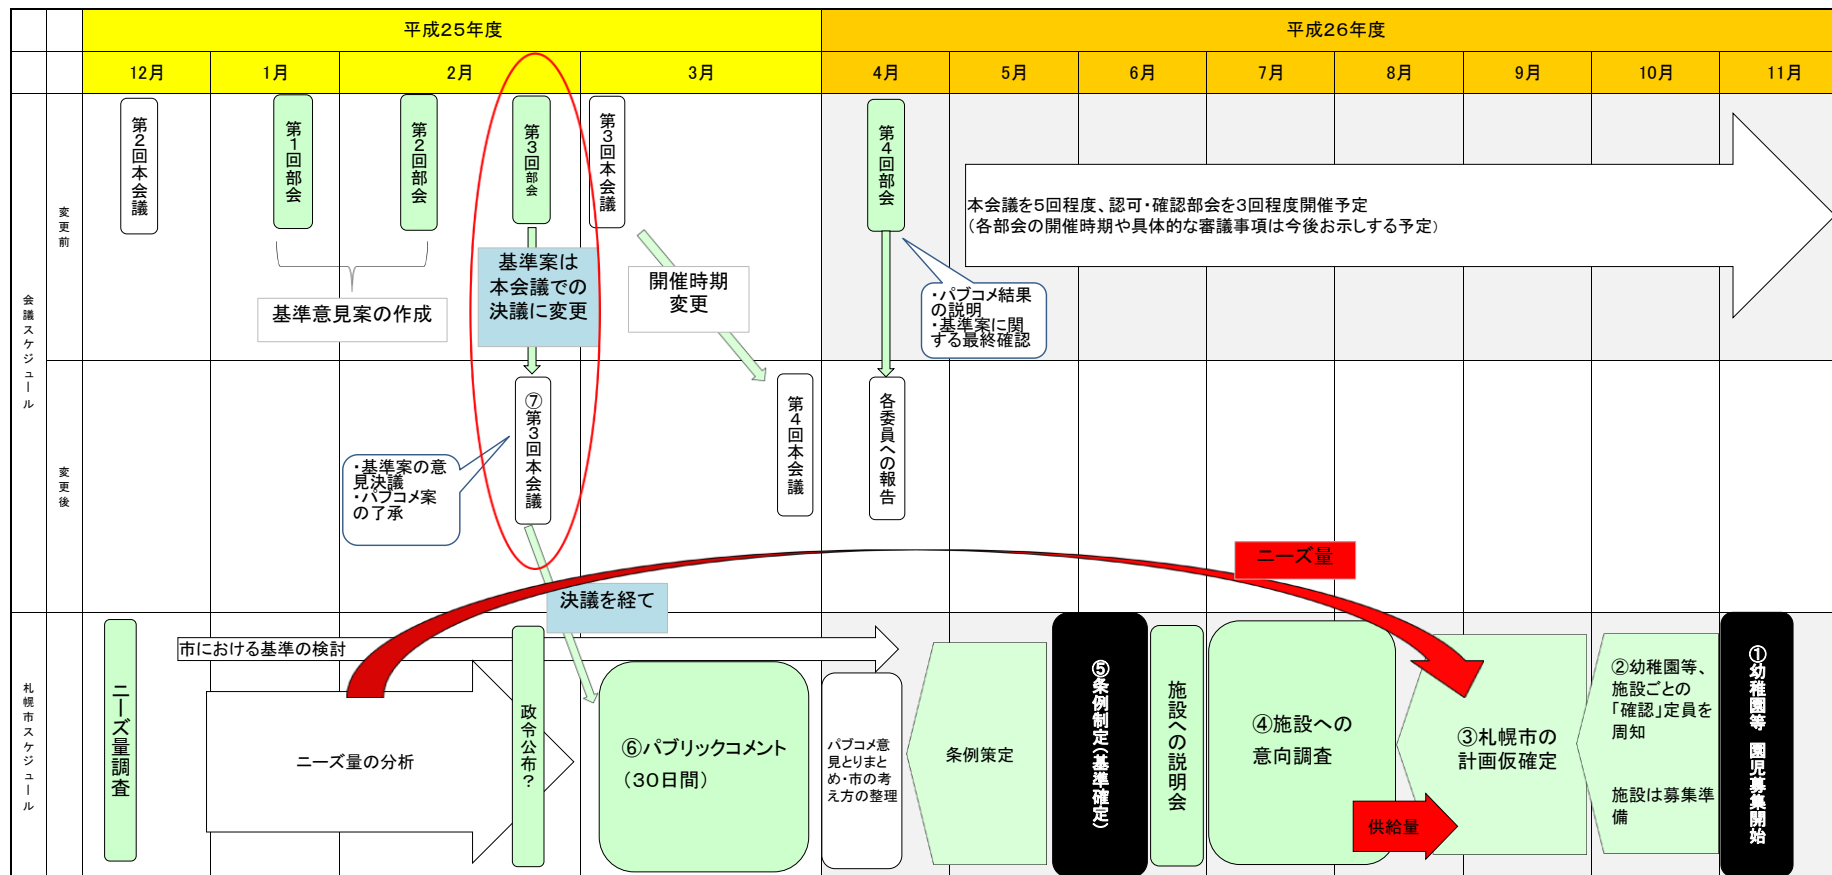 平成25年度
平成26年度
12月
1月
2月
3月
4月
5月
6月
7月
8月
9月
10月
11月
会議スケジュール
変更前
第2回本会議
第1回部会
第2回部会
第3回部会
第3回本会議
第4回部会
本会議を5回程度、認可・確認部会を3回程度開催予定
(各部会の開催時期や具体的な審議事項は今後お示しする予定)
基準意見案の作成
基準案は
本会議での
決議に変更
開催時期
変更
・パブコメ結果
の説明
・基準案に関
する最終確認
変更後
⑦第3回本会議
・基準案の意
見決議
・パブコメ案
の了承
第4回本会議
各委員への報告
ニーズ量
決議を経て
札幌市スケジュール
ニーズ量調査
市における基準の検討
ニーズ量の分析
政令公布?
⑥パブリックコメント
(30日間)
パブコメ意
見とりまと
め・市の考
え方の整理
条例策定
⑤条例制定(基準確定)
施設への説明会
④施設への
意向調査
供給量
③札幌市の
計画仮確定
②幼稚園等、
施設ごとの
「確認」定員を
周知
施設は募集準
備
①幼稚園等 園児募集開始